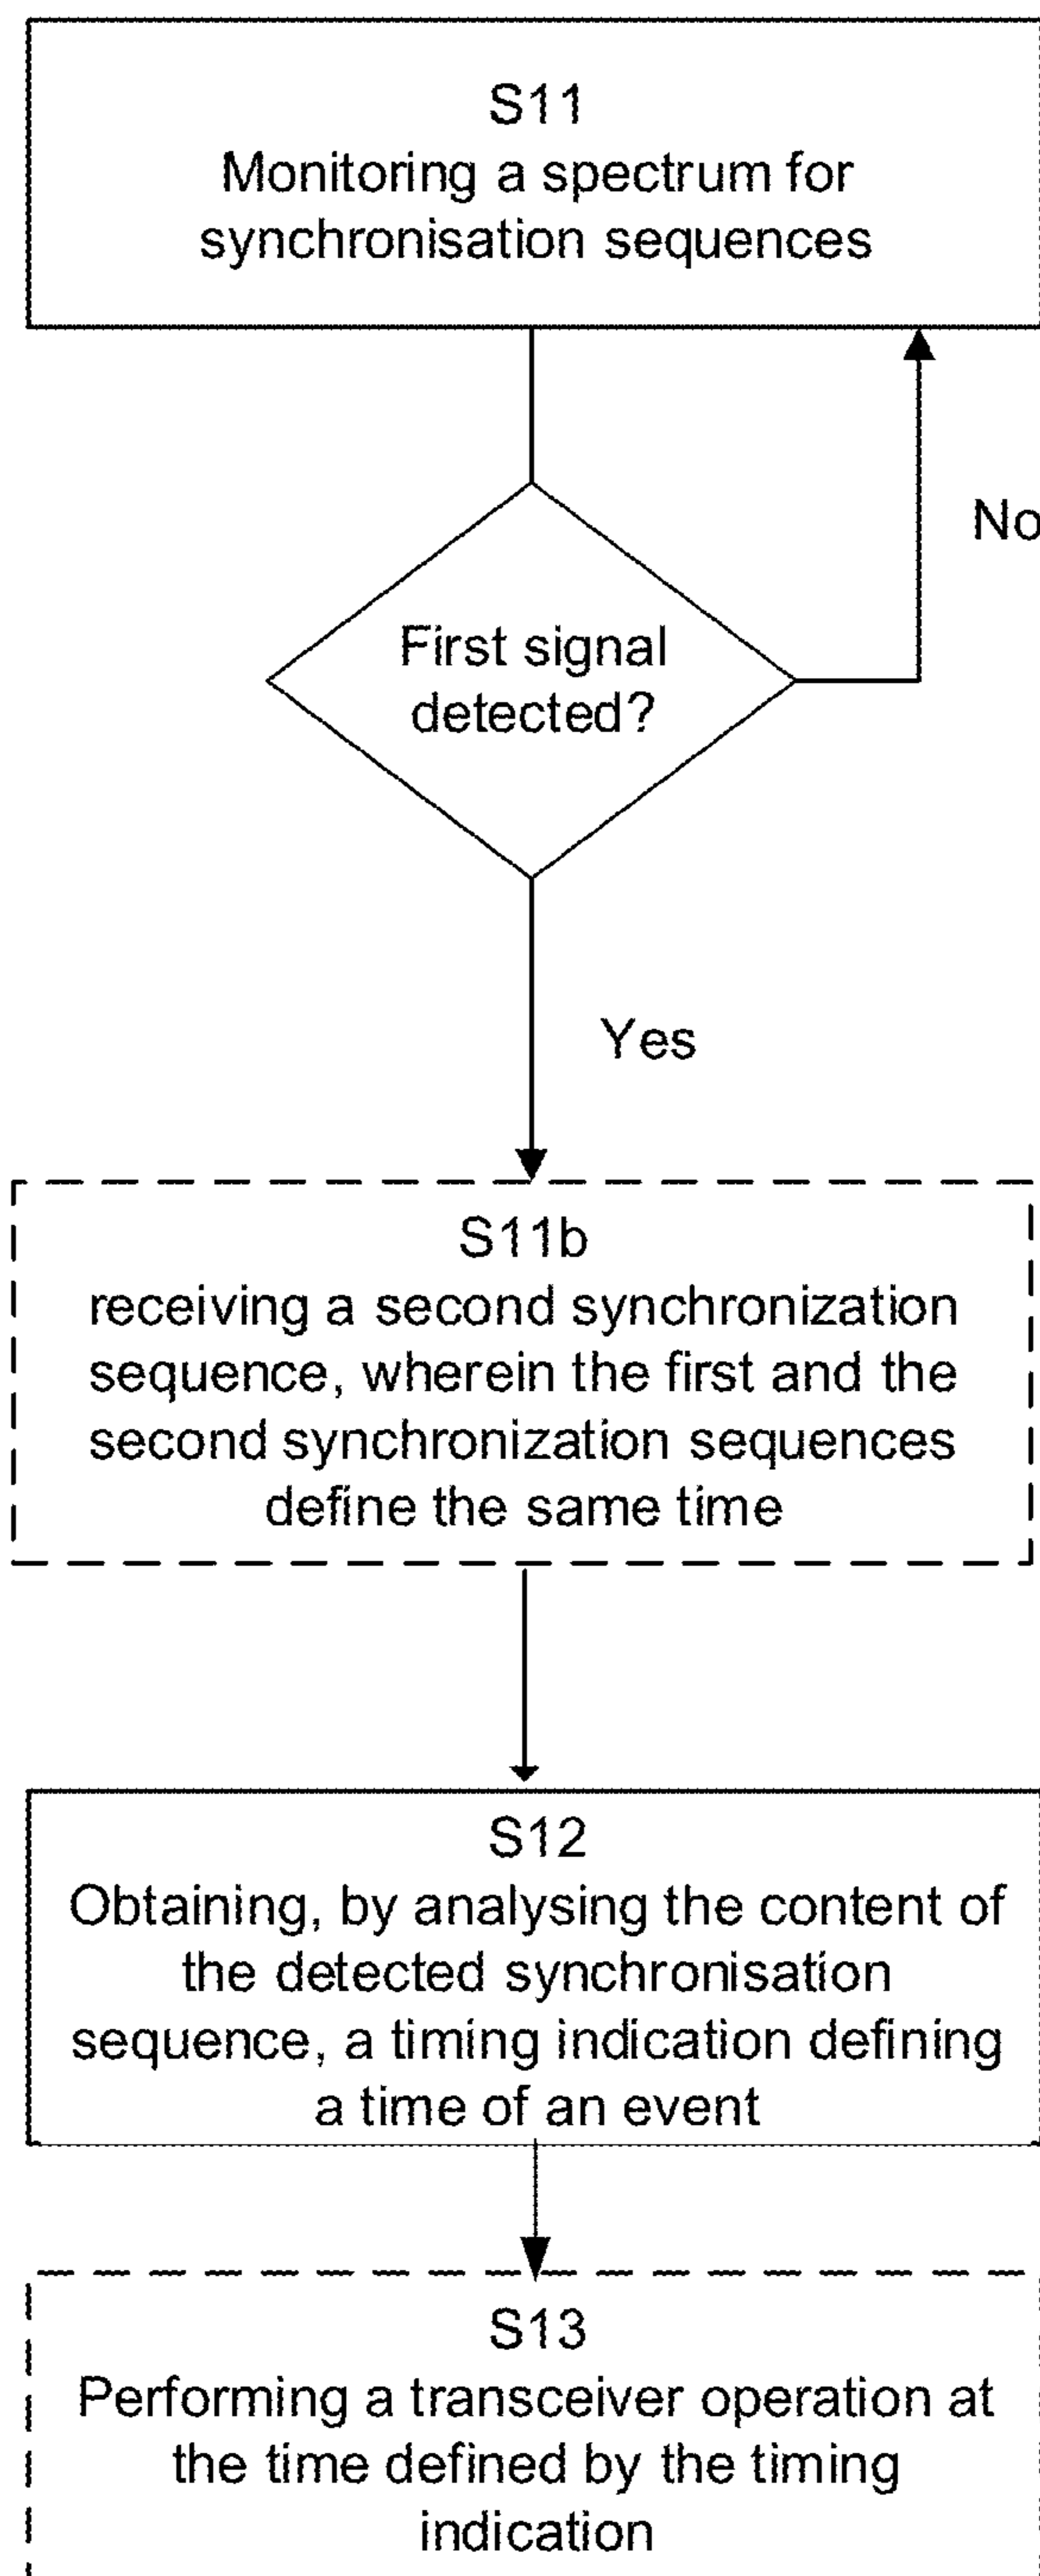 S11
Monitoring a spectrum for
synchronisation sequences
No
First signal
detected?
Yes
S11b
receiving a second synchronization
sequence, wherein the first and the
second synchronization sequences
define the same time
S12
Obtaining, by analysing the content of
the detected synchronisation
sequence, a timing indication defining
a time of an event
S13
Performing a transceiver operation at
the time defined by the timing
indication